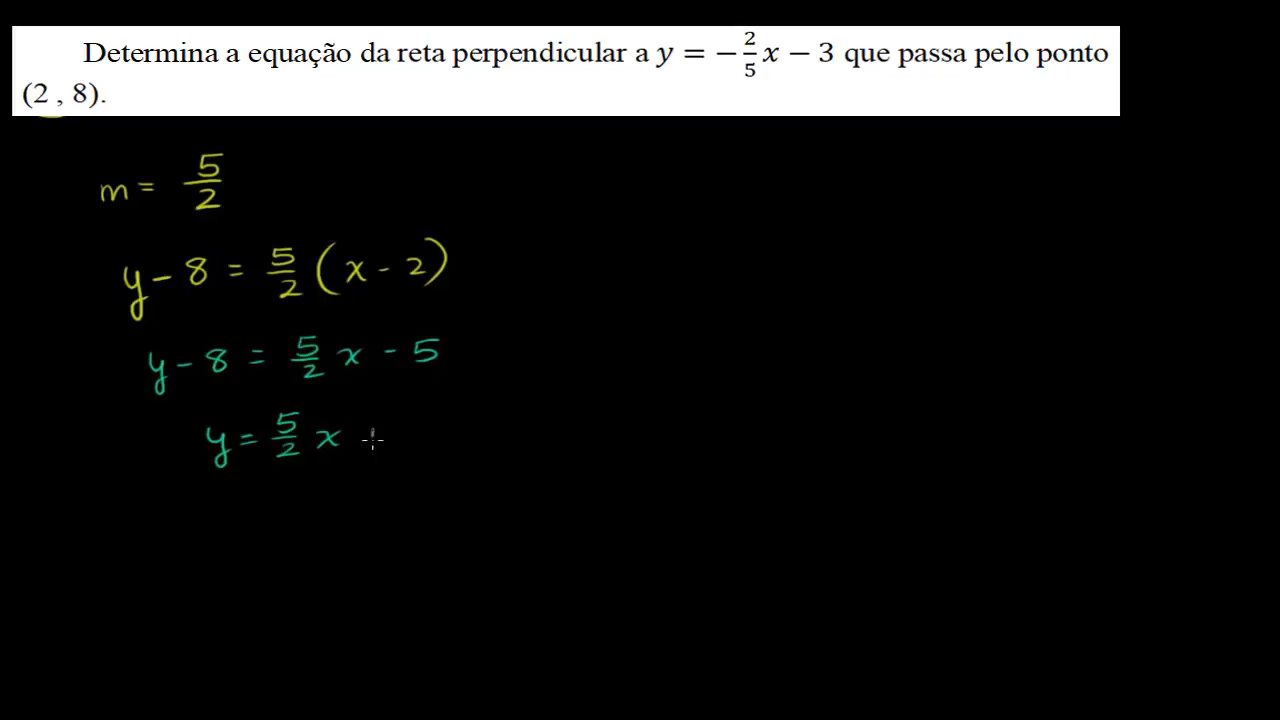 Determina a equação da reta perpendicular a y = −2/5 x − 3 que passa pelo ponto
(2 , 8).
m = 5/2
y − 8 = 5/2 (x − 2)
y − 8 = 5/2 x − 5
y = 5/2 x